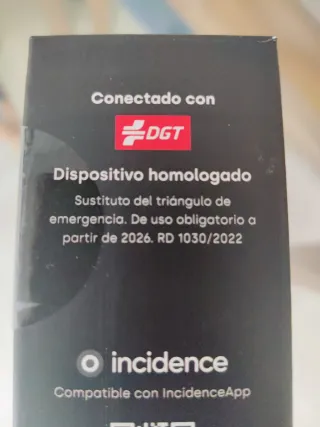 Conectado con
DGT
Dispositivo homologado
Sustituto del triángulo de
emergencia. De uso obligatorio a
partir de 2026. RD 1030/2022
incidence
Compatible con IncidenceApp